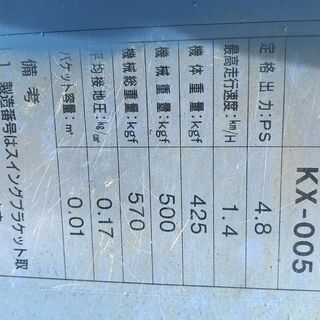 KX-005
定格出力:PS 4.8
最高走行速度:km/H 1.4
機体重量:kgf 425
機械重量:kgf 500
機械総重量:kgf 570
平均接地圧:kg/cm² 0.17
バケット容量:m³ 0.01
備考
1 製造番号はスイングブラケット取